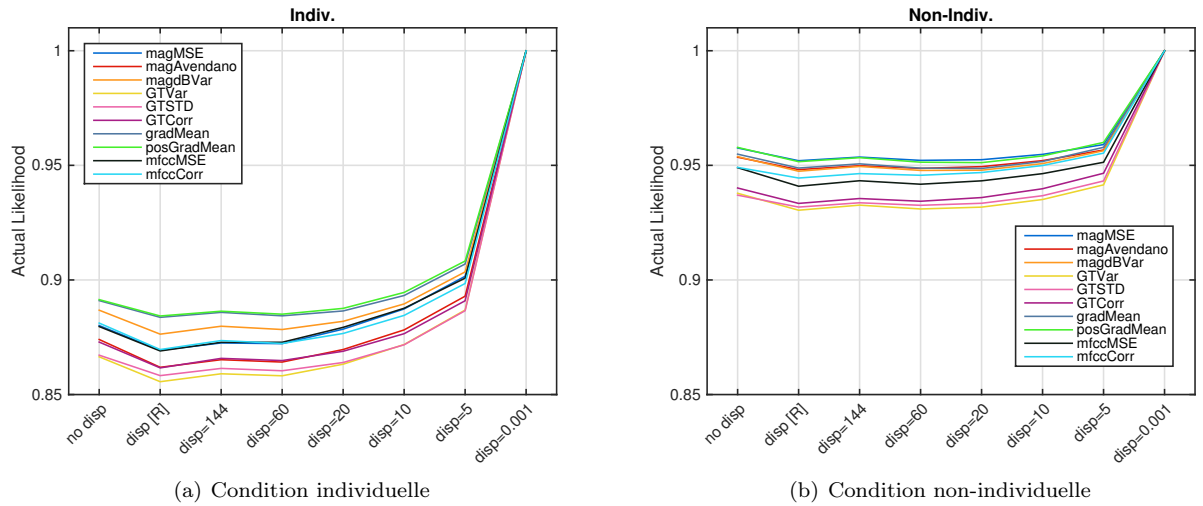 Indiv.
Actual Likelihood
1
0.95
0.9
0.85
magMSE
magAvendano
magdBVar
GTVar
GTSTD
GTCorr
gradMean
posGradMean
mfccMSE
mfccCorr
no disp
disp [R]
disp= 144
disp=60
disp=20
disp=10
disp=5
disp=0.001
(a) Condition individuelle
Non-Indiv.
Actual Likelihood
1
0.95
0.9
0.85
magMSE
magAvendano
magdBVar
GTVar
GTSTD
GTCorr
gradMean
posGradMean
mfccMSE
mfccCorr
no disp
disp [R]
disp= 144
disp=60
disp=20
disp=10
disp=5
disp=0.001
(b) Condition non-individuelle